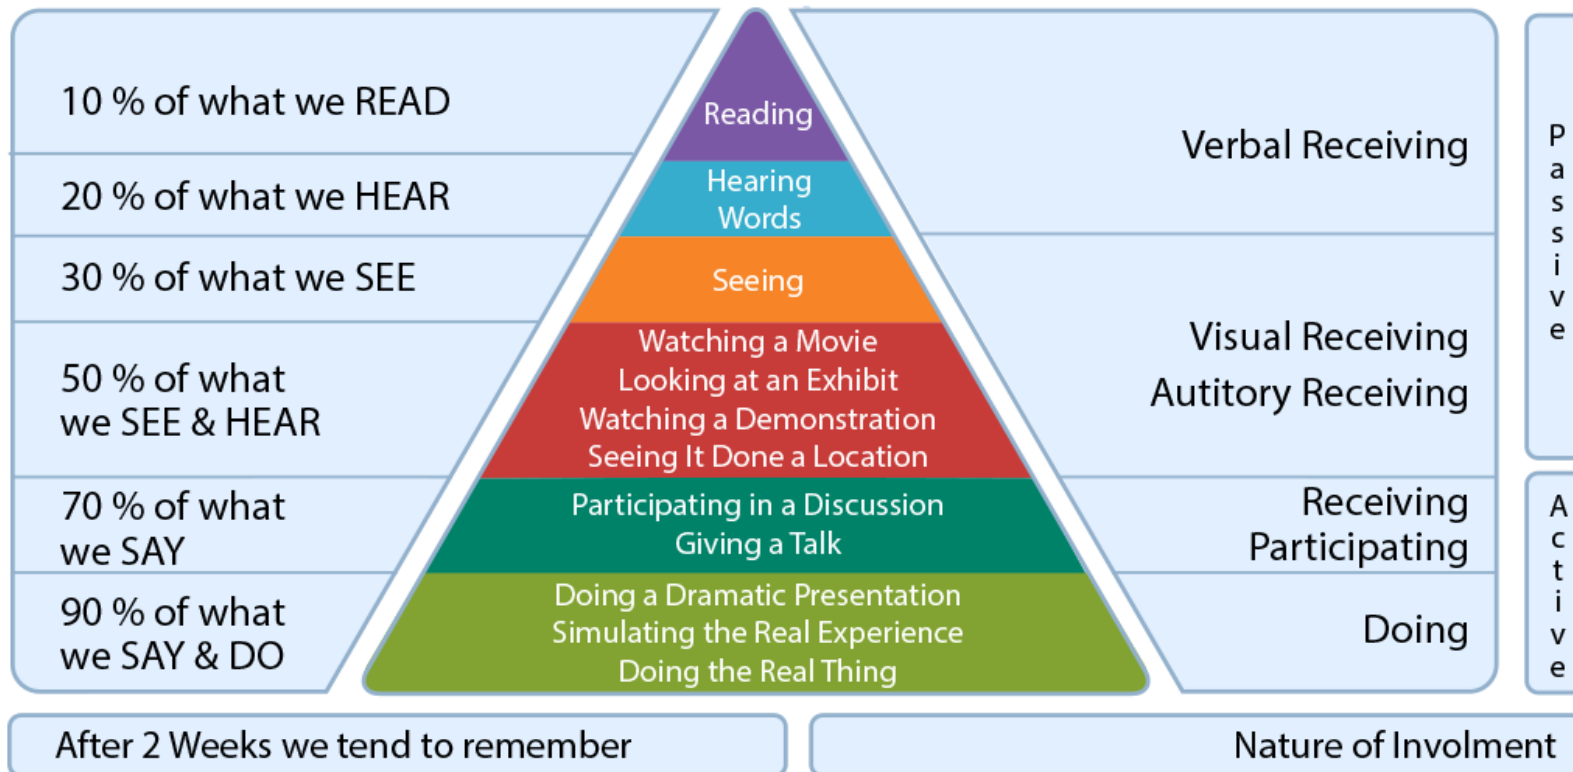 10 % of what we READ
20 % of what we HEAR
30 % of what we SEE
50 % of what
we SEE & HEAR
70 % of what
we SAY
90 % of what
we SAY & DO
Reading
Hearing
Words
Seeing
Watching a Movie
Looking at an Exhibit
Watching a Demonstration
Seeing It Done a Location
Participating in a Discussion
Giving a Talk
Doing a Dramatic Presentation
Simulating the Real Experience
Doing the Real Thing
Verbal Receiving
Visual Receiving
Autitory Receiving
Receiving
Participating
Doing
Passive
Active
After 2 Weeks we tend to remember
Nature of Involment